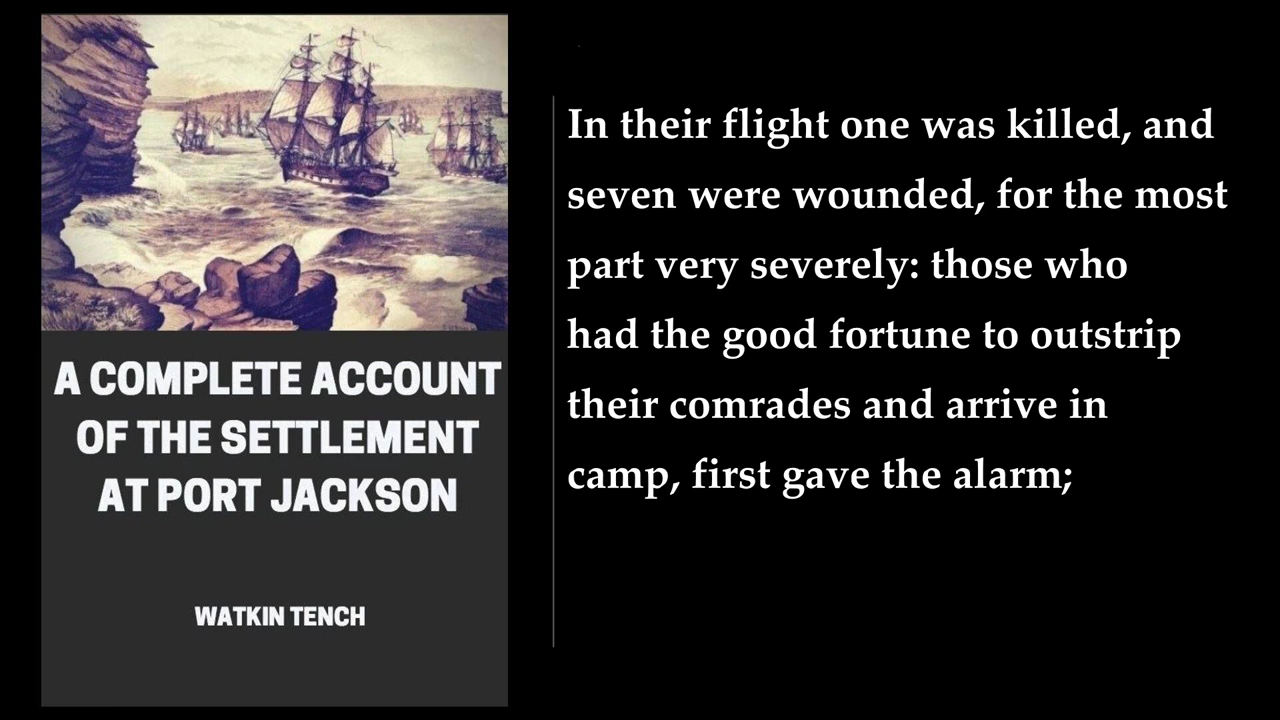 A COMPLETE ACCOUNT
OF THE SETTLEMENT
AT PORT JACKSON
WATKIN TENCH
In their flight one was killed, and
seven were wounded, for the most
part very severely: those who
had the good fortune to outstrip
their comrades and arrive in
camp, first gave the alarm;